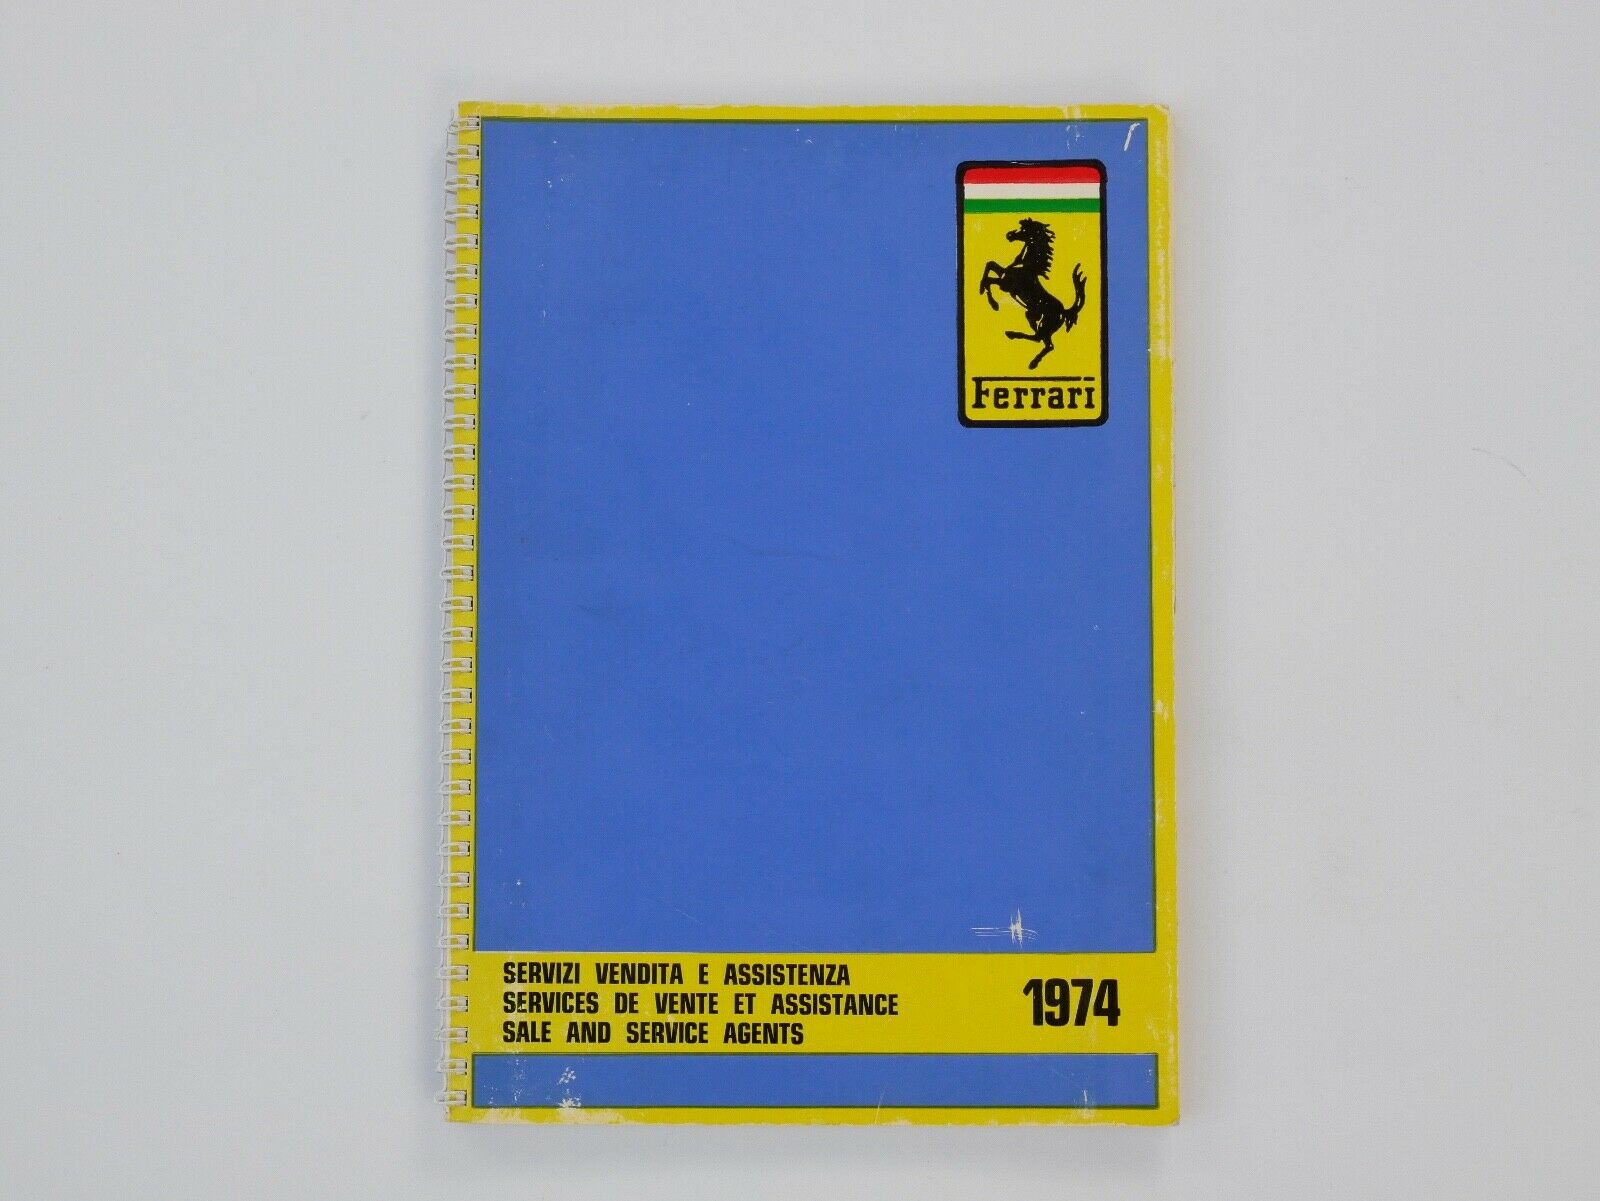 Ferrari
SERVIZI VENDITA E ASSISTENZA
SERVICES DE VENTE ET ASSISTANCE
SALE AND SERVICE AGENTS
1974